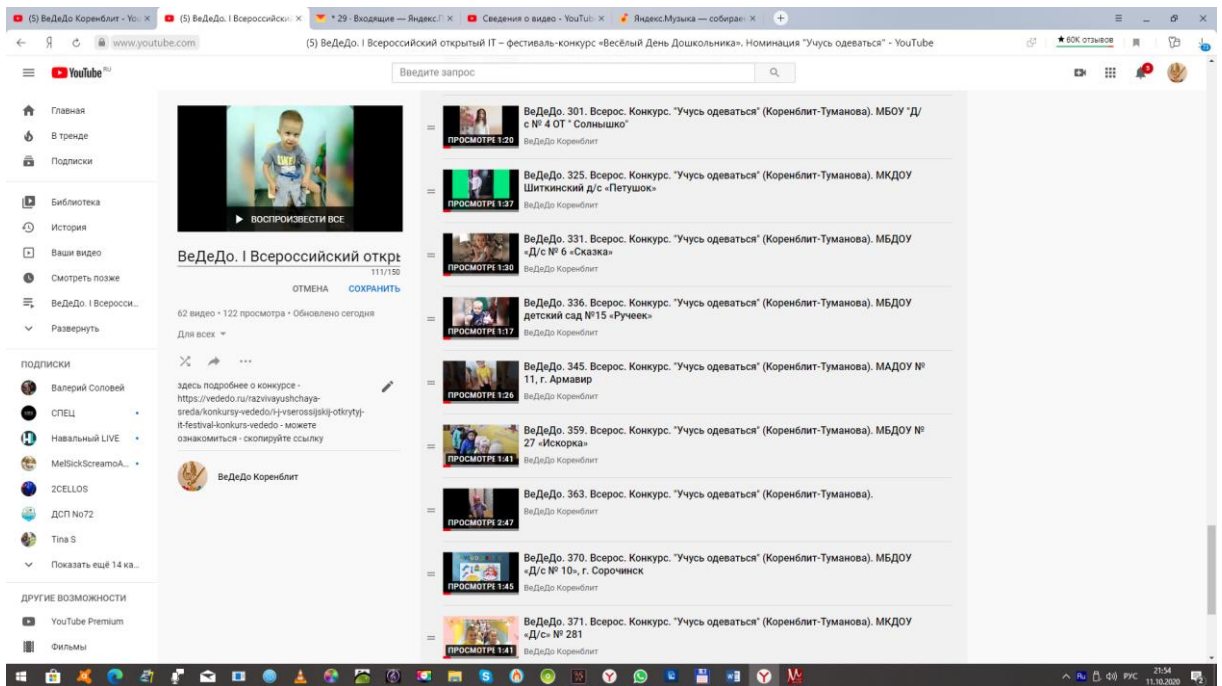 (5) ВеДеДо Коренблит - You
(5) ВеДеДо. I Всероссийский
* 29 · Входящие — Яндекс.П
Сведения о видео - YouTub
Яндекс.Музыка — собирае
www.youtube.com
(5) ВеДеДо. I Всероссийский открытый IT – фестиваль-конкурс «Весёлый День Дошкольника». Номинация "Учусь одеваться" - YouTube
★ 60K отзывов
YouTube RU
Введите запрос
Главная
В тренде
Подписки
Библиотека
История
Ваши видео
Смотреть позже
ВеДеДо. I Всеросси...
Развернуть
ПОДПИСКИ
Валерий Соловей
СПЕЦ
Навальный LIVE
MelSickScreamoA...
2CELLOS
ДСП No72
Tina S
Показать ещё 14 ка...
ДРУГИЕ ВОЗМОЖНОСТИ
YouTube Premium
Фильмы
ВОСПРОИЗВЕСТИ ВСЕ
ВеДеДо. I Всероссийский откры
111/150
ОТМЕНА СОХРАНИТЬ
62 видео • 122 просмотра • Обновлено сегодня
Для всех
здесь подробнее о конкурсе -
https://vededo.ru/razvivayushchaya-
sreda/konkursy-vededo/i-j-vserossijskij-otkrytyj-
it-festival-konkurs-vededo - можете
ознакомиться - скопируйте ссылку
ВеДеДо Коренблит
ВеДеДо. 301. Всерос. Конкурс. "Учусь одеваться" (Коренблит-Туманова). МБОУ "Д/
с № 4 ОТ " Солнышко"
ПРОСМОТРЕ 1:20
ВеДеДо Коренблит
ВеДеДо. 325. Всерос. Конкурс. "Учусь одеваться" (Коренблит-Туманова). МКДОУ
Шиткинский д/с «Петушок»
ПРОСМОТРЕ 1:37
ВеДеДо Коренблит
ВеДеДо. 331. Всерос. Конкурс. "Учусь одеваться" (Коренблит-Туманова). МБДОУ
«Д/с № 6 «Сказка»
ПРОСМОТРЕ 1:30
ВеДеДо Коренблит
ВеДеДо. 336. Всерос. Конкурс. "Учусь одеваться" (Коренблит-Туманова). МБДОУ
детский сад №15 «Ручеек»
ПРОСМОТРЕ 1:17
ВеДеДо Коренблит
ВеДеДо. 345. Всерос. Конкурс. "Учусь одеваться" (Коренблит-Туманова). МАДОУ №
11, г. Армавир
ПРОСМОТРЕ 1:26
ВеДеДо Коренблит
ВеДеДо. 359. Всерос. Конкурс. "Учусь одеваться" (Коренблит-Туманова). МБДОУ №
27 «Искорка»
ПРОСМОТРЕ 1:41
ВеДеДо Коренблит
ВеДеДо. 363. Всерос. Конкурс. "Учусь одеваться" (Коренблит-Туманова).
ПРОСМОТРЕ 2:47
ВеДеДо Коренблит
ВеДеДо. 370. Всерос. Конкурс. "Учусь одеваться" (Коренблит-Туманова). МБДОУ
«Д/с № 10», г. Сорочинск
ПРОСМОТРЕ 1:45
ВеДеДо Коренблит
ВеДеДо. 371. Всерос. Конкурс. "Учусь одеваться" (Коренблит-Туманова). МКДОУ
«Д/с» № 281
ПРОСМОТРЕ 1:41
ВеДеДо Коренблит
Ru
РУС
21:54
11.10.2020